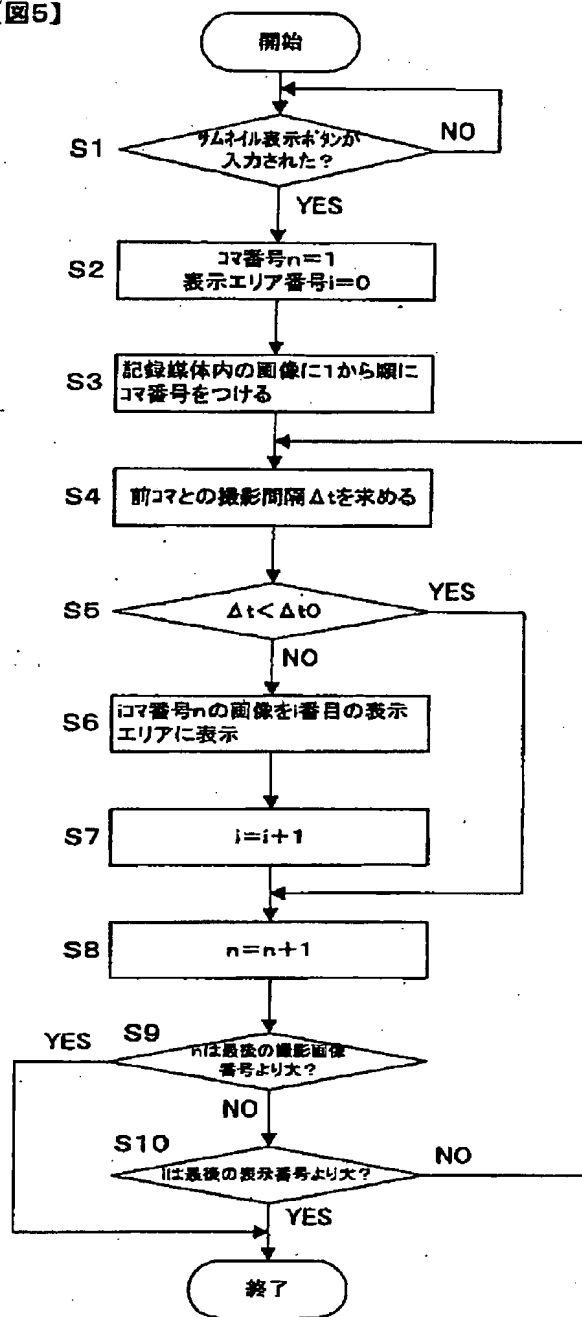 【図5】
開始
S1
サムネイル表示ボタンが
入力された?
NO
YES
S2
コマ番号n=1
表示エリア番号i=0
S3
記録媒体内の画像に1から順に
コマ番号をつける
S4
前コマとの撮影間隔Δtを求める
S5
Δt<Δt0
YES
NO
S6
iコマ番号nの画像をi番目の表示
エリアに表示
S7
i=i+1
S8
n=n+1
S9
YES
nは最後の撮影画像
番号より大?
NO
S10
iは最後の表示番号より大?
NO
YES
終了